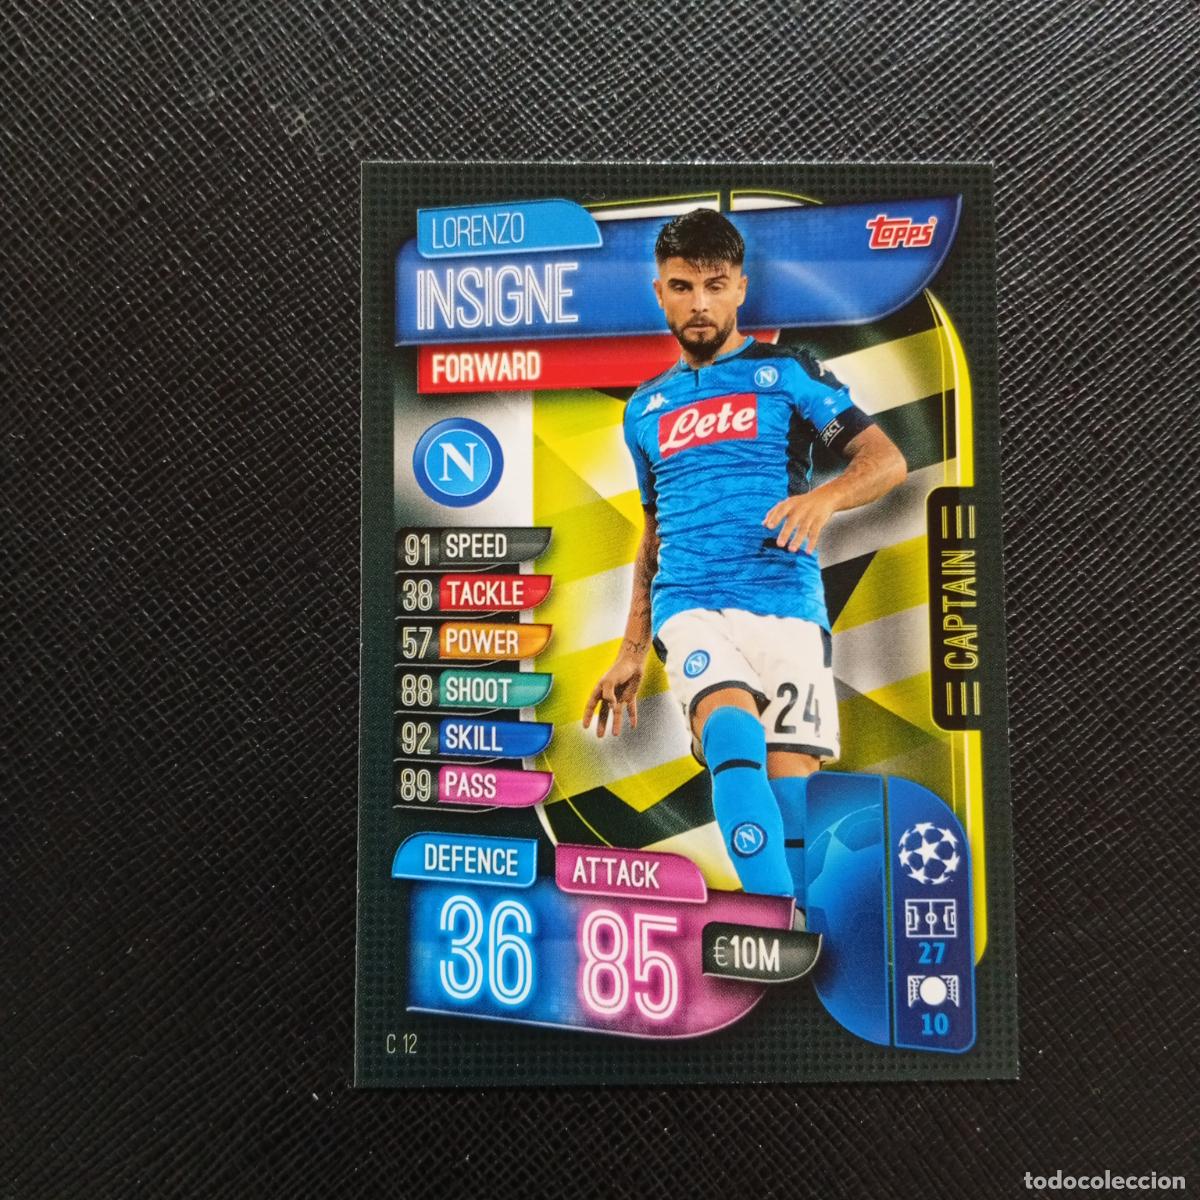 LORENZO
INSIGNE
TOPPS
FORWARD
N
N
Lete
PECT
91 SPEED
38 TACKLE
57 POWER
88 SHOOT
92 SKILL
89 PASS
CAPTAIN
N
24
N
DEFENCE
36
ATTACK
85
€10M
27
10
C 12
todocoleccion